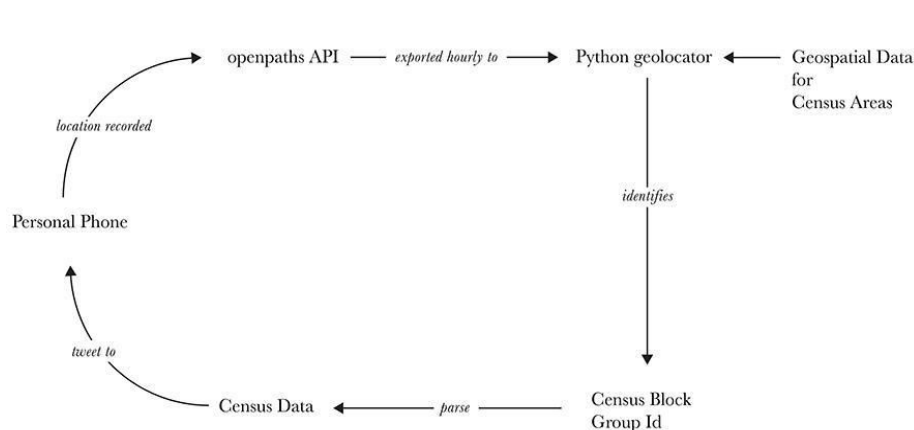 openpaths API
exported hourly to
Python geolocator
Geospatial Data
for
Census Areas
location recorded
identifies
Personal Phone
tweet to
Census Data
parse
Census Block
Group Id